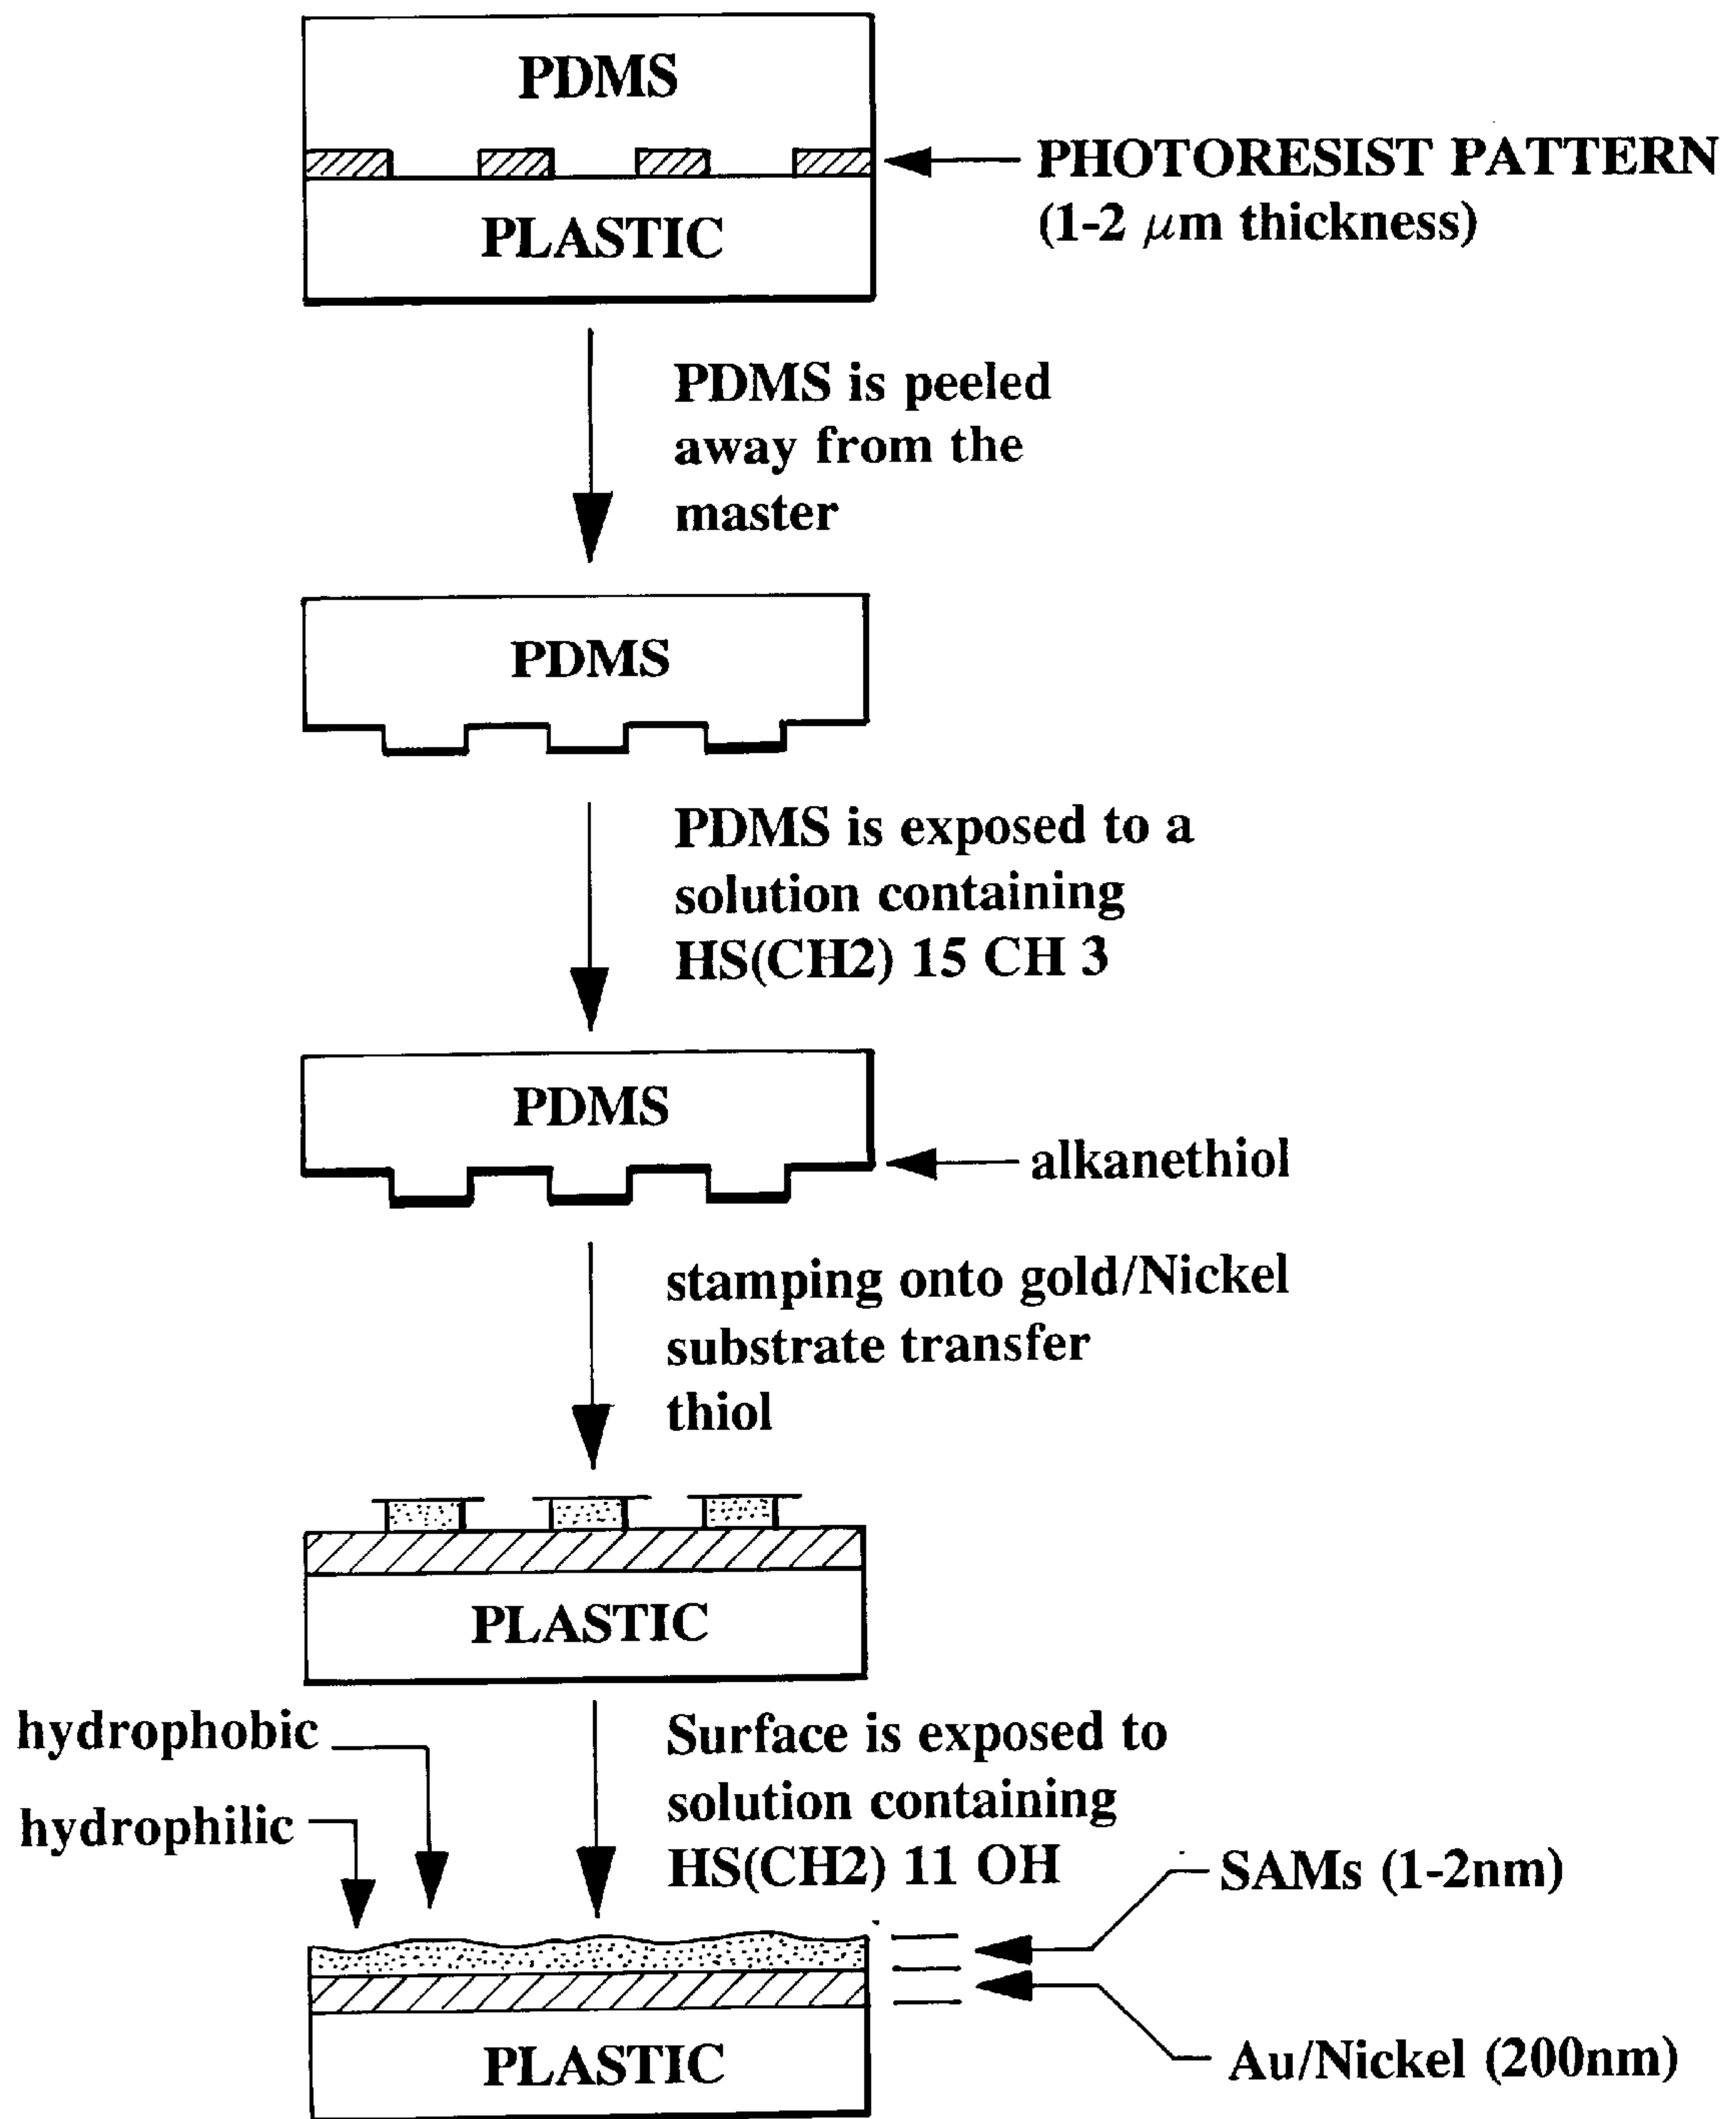 PDMS
PHOTORESIST PATTERN
(1-2 μm thickness)
PLASTIC
PDMS is peeled
away from the
master
PDMS
PDMS is exposed to a
solution containing
HS(CH2) 15 CH 3
PDMS
alkanethiol
stamping onto gold/Nickel
substrate transfer
thiol
PLASTIC
hydrophobic
hydrophilic
Surface is exposed to
solution containing
HS(CH2) 11 OH
SAMs (1-2nm)
PLASTIC
Au/Nickel (200nm)